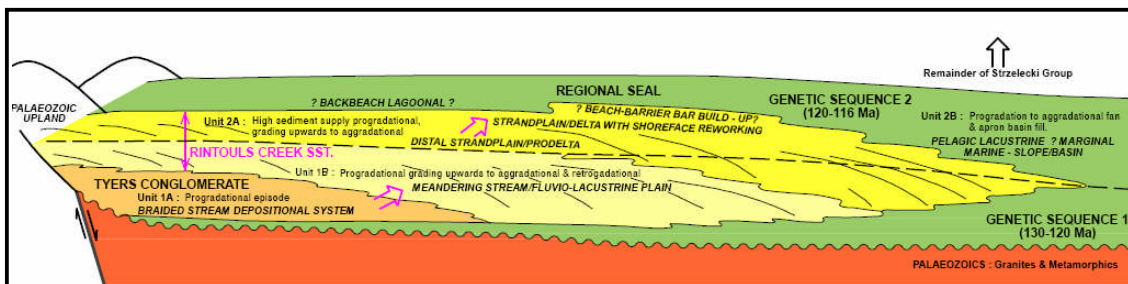 Remainder of Strzelecki Group
REGIONAL SEAL
GENETIC SEQUENCE 2
(120-116 Ma)
? BACKBEACH LAGOONAL ?
? BEACH-BARRIER BAR BUILD - UP?
PALAEOZOIC
UPLAND
Unit 2A : High sediment supply progradational,
grading upwards to aggradational
STRANDPLAIN/DELTA WITH SHOREFACE REWORKING
Unit 2B : Progradation to aggradational fan
& apron basin fill.
DISTAL STRANDPLAIN/PRODELTA
PELAGIC LACUSTRINE ? MARGINAL
MARINE - SLOPE/BASIN
RINTOULS CREEK SST.
Unit 1B : Progradational grading upwards to aggradational & retrogadational
TYERS CONGLOMERATE
Unit 1A : Progradational episode
BRAIDED STREAM DEPOSITIONAL SYSTEM
MEANDERING STREAM/FLUVIO-LACUSTRINE PLAIN
GENETIC SEQUENCE 1
(130-120 Ma)
PALAEOZOICS : Granites & Metamorphics